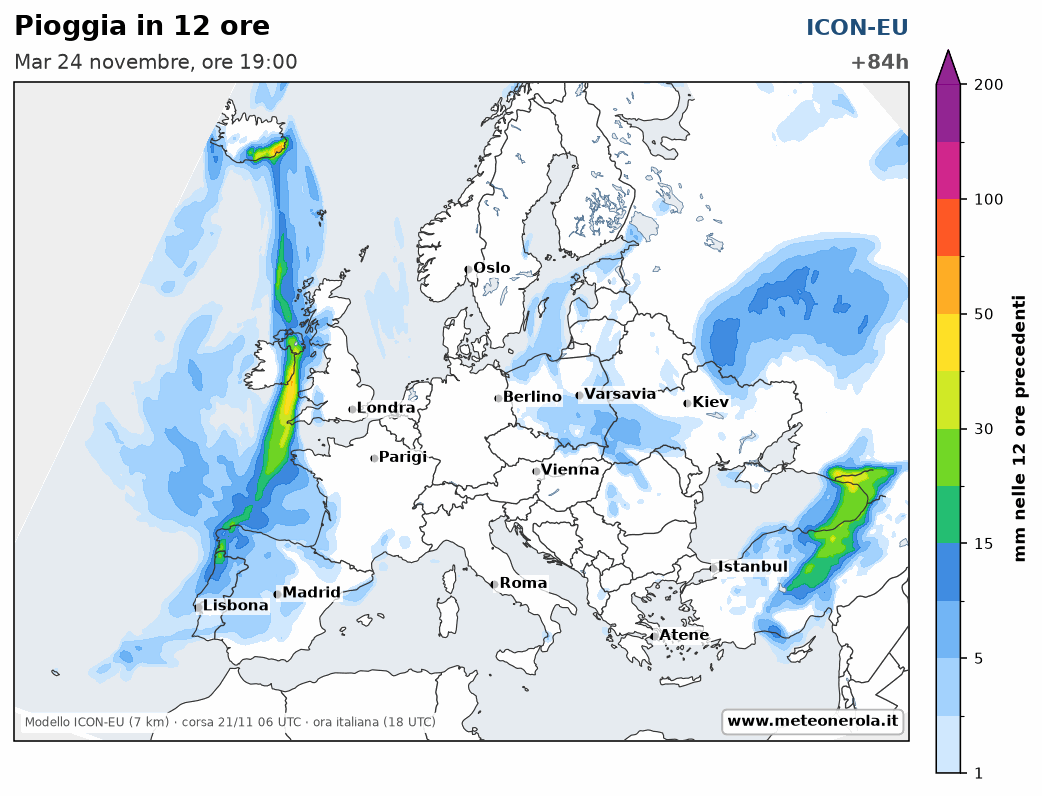 Pioggia in 12 ore
ICON-EU
Mar 24 novembre, ore 19:00
+84h
200
100
50
30
15
5
1
mm nelle 12 ore precedenti
Oslo
Berlino
Varsavia
Kiev
Londra
Parigi
Vienna
Istanbul
Roma
Madrid
Lisbona
Atene
Modello ICON-EU (7 km) · corsa 21/11 06 UTC · ora italiana (18 UTC)
www.meteonerola.it